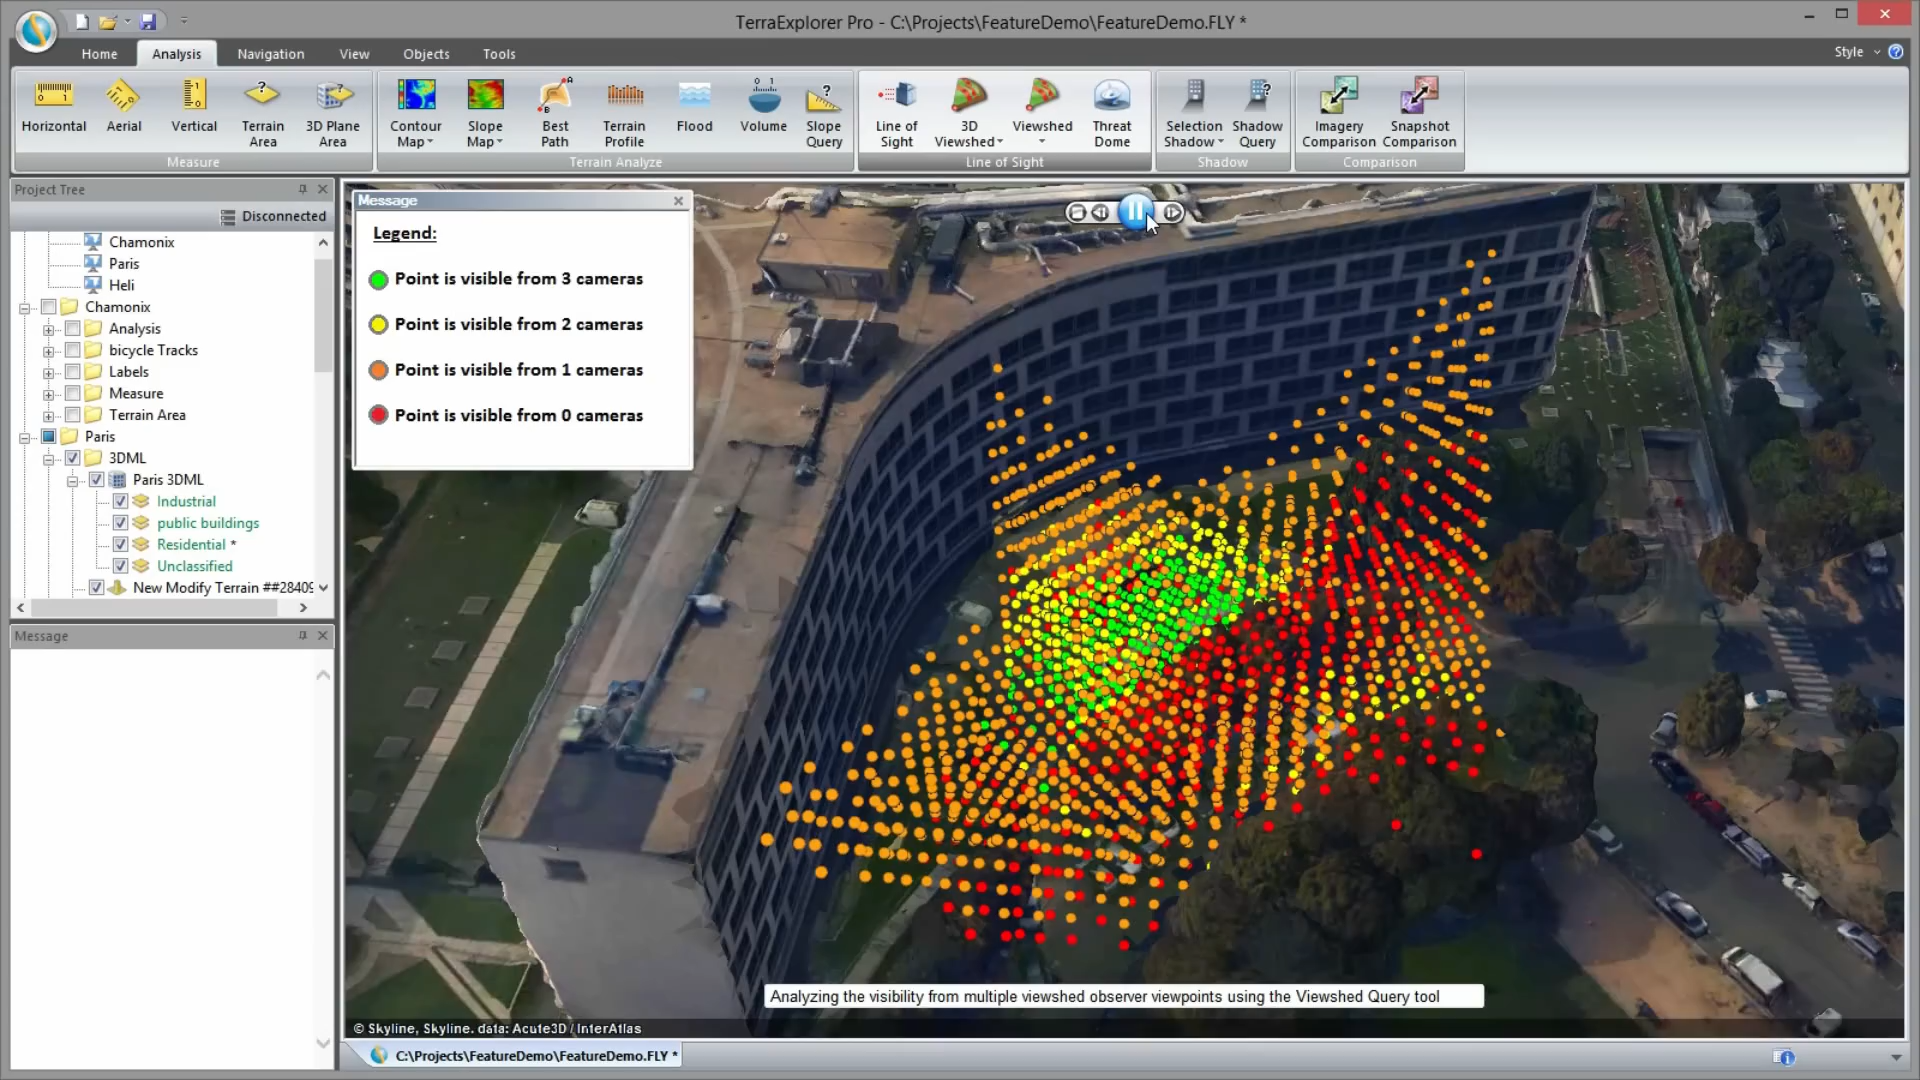 TerraExplorer Pro - C:\Projects\FeatureDemo\FeatureDemo.FLY *
Home Analysis Navigation View Objects Tools Style
Horizontal Aerial Vertical Terrain Area 3D Plane Area
Measure
Contour Map Slope Map Best Path Terrain Profile Flood Volume Slope Query
Terrain Analyze
Line of Sight 3D Viewshed Viewshed Threat Dome
Line of Sight
Selection Shadow Shadow Query
Shadow
Imagery Comparison Snapshot Comparison
Comparison
Project Tree
Disconnected
Chamonix
Paris
Heli
Chamonix
Analysis
bicycle Tracks
Labels
Measure
Terrain Area
Paris
3DML
Paris 3DML
Industrial
public buildings
Residential *
Unclassified
New Modify Terrain ##28409
Message
Message
Legend:
Point is visible from 3 cameras
Point is visible from 2 cameras
Point is visible from 1 cameras
Point is visible from 0 cameras
Analyzing the visibility from multiple viewshed observer viewpoints using the Viewshed Query tool
© Skyline, Skyline. data: Acute3D / InterAtlas
C:\Projects\FeatureDemo\FeatureDemo.FLY *